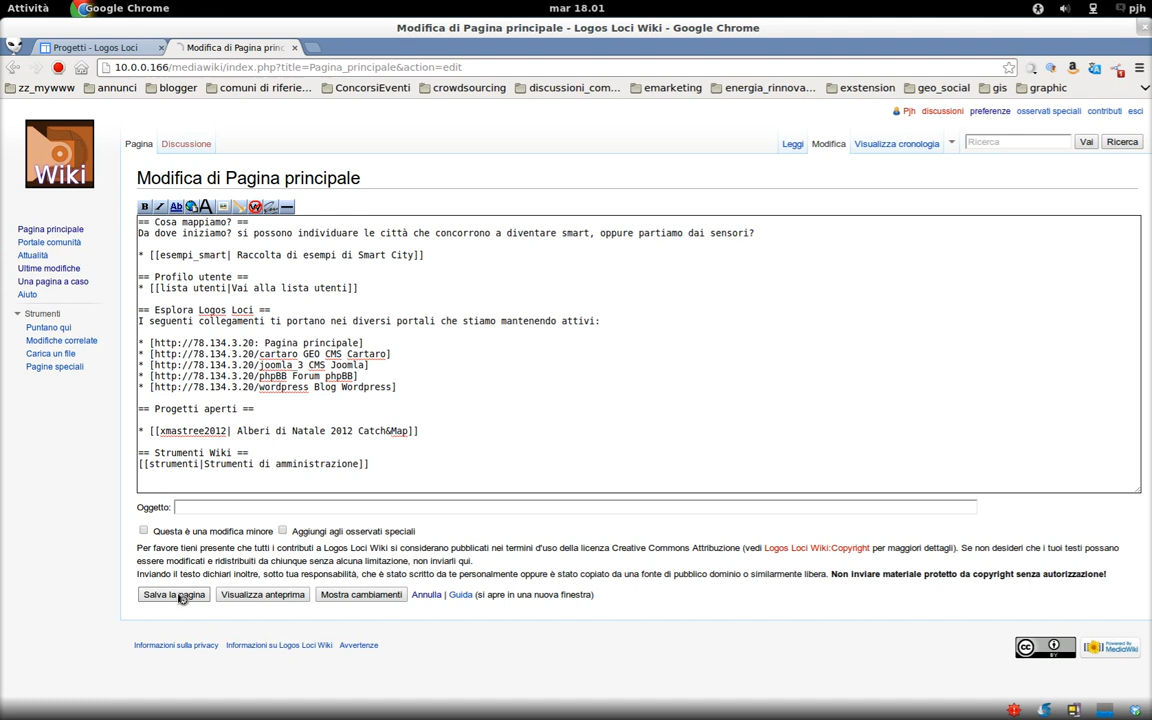 Attività Google Chrome mar 18.01 pjh
Modifica di Pagina principale - Logos Loci Wiki - Google Chrome
Progetti - Logos Loci × Modifica di Pagina princ ×
10.0.0.166/mediawiki/index.php?title=Pagina_principale&action=edit
zz_mywww annunci blogger comuni di riferie... ConcorsiEventi crowdsourcing discussioni_com... emarketing energia_rinnova... exstension geo_social gis graphic
Pjh discussioni preferenze osservati speciali contributi esci
Pagina Discussione Leggi Modifica Visualizza cronologia Ricerca Vai Ricerca
Wiki
Modifica di Pagina principale
B I Ab A W
Pagina principale
Portale comunità
Attualità
Ultime modifiche
Una pagina a caso
Aiuto
Strumenti
Puntano qui
Modifiche correlate
Carica un file
Pagine speciali
== Cosa mappiamo? ==
Da dove iniziamo? si possono individuare le città che concorrono a diventare smart, oppure partiamo dai sensori?
* [[esempi_smart| Raccolta di esempi di Smart City]]
== Profilo utente ==
* [[lista utenti|Vai alla lista utenti]]
== Esplora Logos Loci ==
I seguenti collegamenti ti portano nei diversi portali che stiamo mantenendo attivi:
* [http://78.134.3.20: Pagina principale]
* [http://78.134.3.20/cartaro GEO CMS Cartaro]
* [http://78.134.3.20/joomla_3 CMS Joomla]
* [http://78.134.3.20/phpBB Forum phpBB]
* [http://78.134.3.20/wordpress Blog Wordpress]
== Progetti aperti ==
* [[xmastree2012| Alberi di Natale 2012 Catch&Map]]
== Strumenti Wiki ==
[[strumenti|Strumenti di amministrazione]]
Oggetto:
Questa è una modifica minore Aggiungi agli osservati speciali
Per favore tieni presente che tutti i contributi a Logos Loci Wiki si considerano pubblicati nei termini d'uso della licenza Creative Commons Attribuzione (vedi Logos Loci Wiki:Copyright per maggiori dettagli). Se non desideri che i tuoi testi possano
essere modificati e ridistribuiti da chiunque senza alcuna limitazione, non inviarli qui.
Inviando il testo dichiari inoltre, sotto tua responsabilità, che è stato scritto da te personalmente oppure è stato copiato da una fonte di pubblico dominio o similarmente libera. Non inviare materiale protetto da copyright senza autorizzazione!
Salva la pagina Visualizza anteprima Mostra cambiamenti Annulla | Guida (si apre in una nuova finestra)
Informazioni sulla privacy Informazioni su Logos Loci Wiki Avvertenze
cc BY Powered By MediaWiki